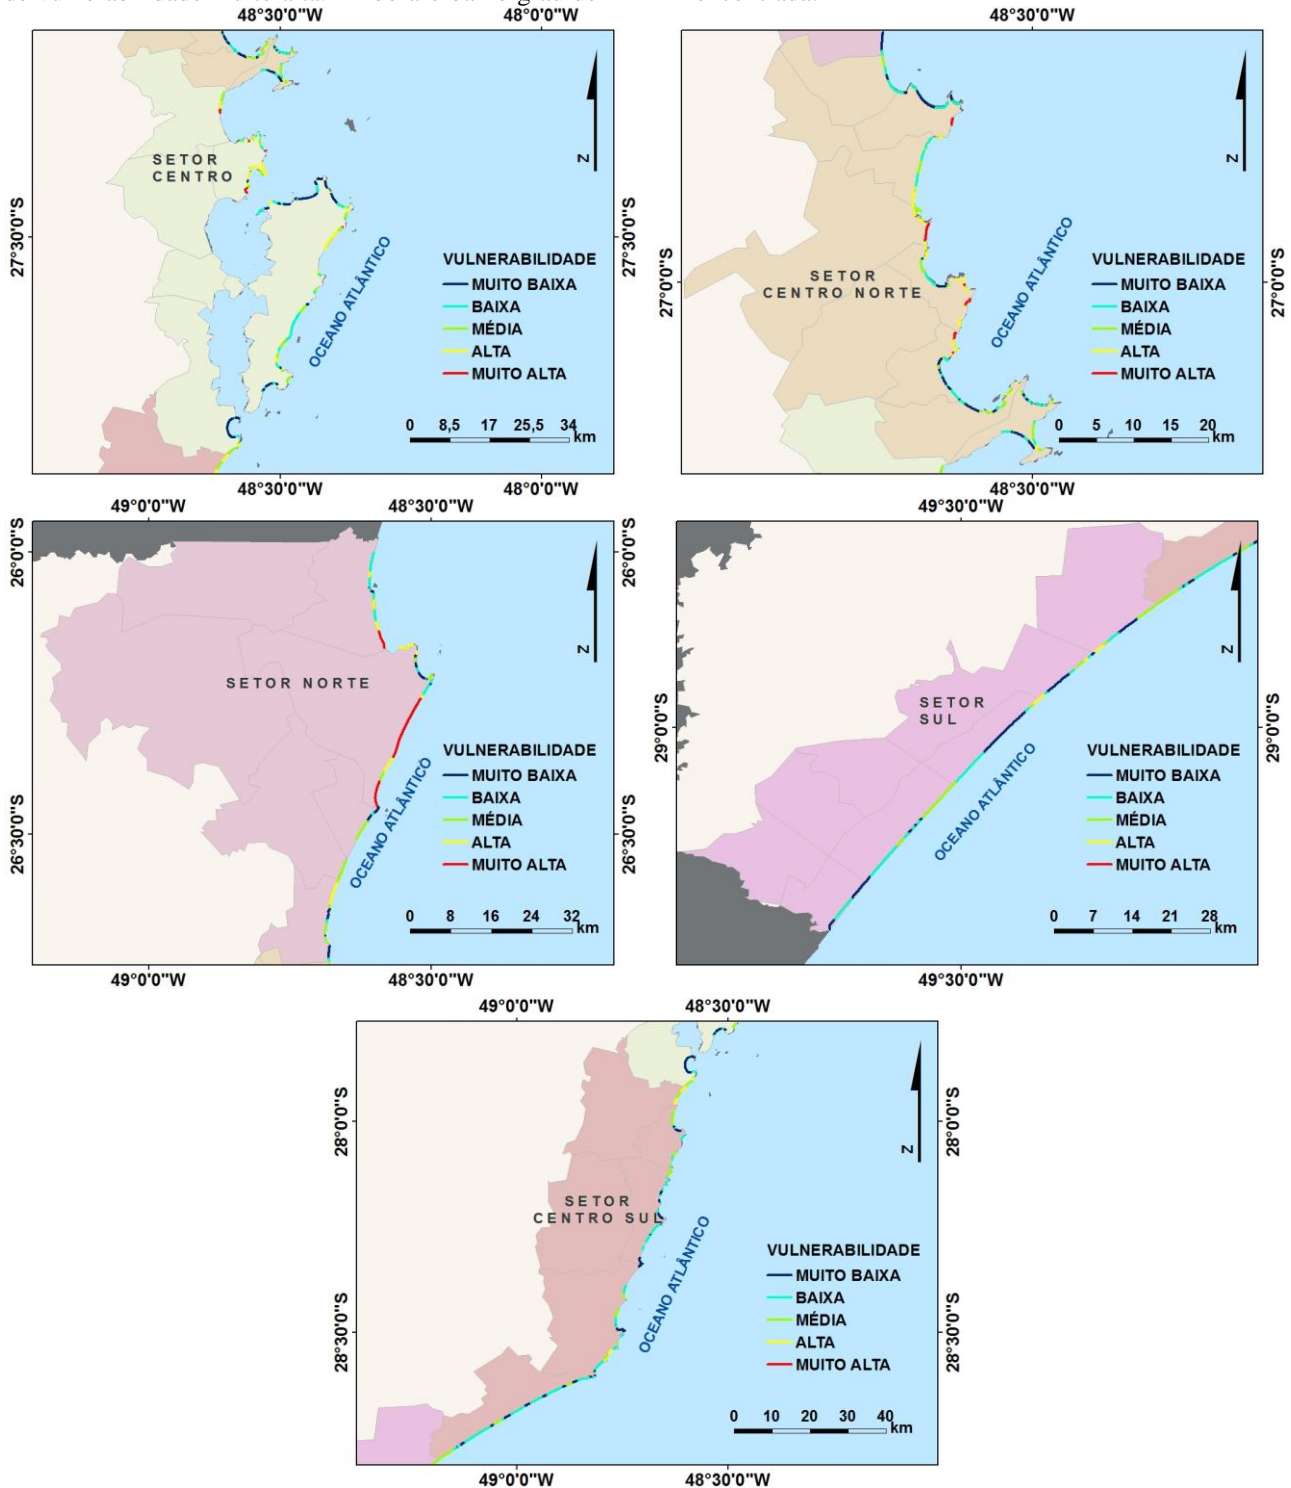 48°30'0"W 48°0'0"W
48°30'0"W
SETOR
CENTRO
27°30'0"S
27°30'0"S
OCEANO ATLÂNTICO
Z
VULNERABILIDADE
MUITO BAIXA
BAIXA
MÉDIA
ALTA
MUITO ALTA
0 8,5 17 25,5 34
km
48°30'0"W 48°0'0"W
SETOR
CENTRO NORTE
27°0'0"S
27°0'0"S
OCEANO ATLÂNTICO
Z
VULNERABILIDADE
MUITO BAIXA
BAIXA
MÉDIA
ALTA
MUITO ALTA
0 5 10 15 20
km
48°30'0"W
49°0'0"W 48°30'0"W
26°0'0"S
26°0'0"S
SETOR NORTE
26°30'0"S
26°30'0"S
OCEANO ATLÂNTICO
Z
VULNERABILIDADE
MUITO BAIXA
BAIXA
MÉDIA
ALTA
MUITO ALTA
0 8 16 24 32
km
49°0'0"W 48°30'0"W
49°30'0"W
SETOR
SUL
29°0'0"S
29°0'0"S
OCEANO ATLÂNTICO
Z
VULNERABILIDADE
MUITO BAIXA
BAIXA
MÉDIA
ALTA
MUITO ALTA
0 7 14 21 28
km
49°30'0"W
49°0'0"W 48°30'0"W
28°0'0"S
28°0'0"S
SETOR
CENTRO SUL
28°30'0"S
28°30'0"S
OCEANO ATLÂNTICO
Z
VULNERABILIDADE
MUITO BAIXA
BAIXA
MÉDIA
ALTA
MUITO ALTA
0 10 20 30 40
km
49°0'0"W 48°30'0"W